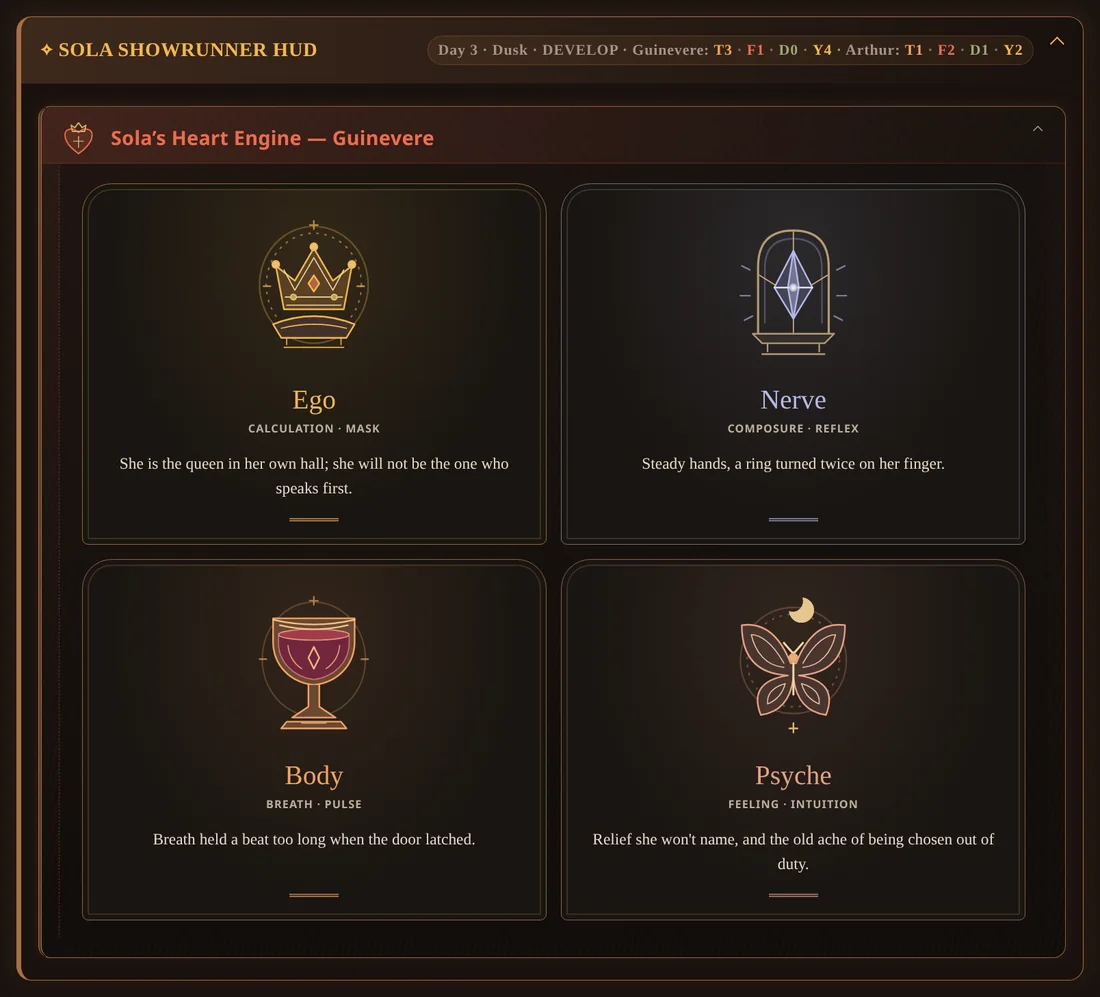 ✧ SOLA SHOWRUNNER HUD
Day 3 · Dusk · DEVELOP · Guinevere: T3 · F1 · D0 · Y4 · Arthur: T1 · F2 · D1 · Y2
Sola’s Heart Engine — Guinevere
Ego
CALCULATION · MASK
She is the queen in her own hall; she will not be the one who
speaks first.
Nerve
COMPOSURE · REFLEX
Steady hands, a ring turned twice on her finger.
Body
BREATH · PULSE
Breath held a beat too long when the door latched.
Psyche
FEELING · INTUITION
Relief she won't name, and the old ache of being chosen out of
duty.